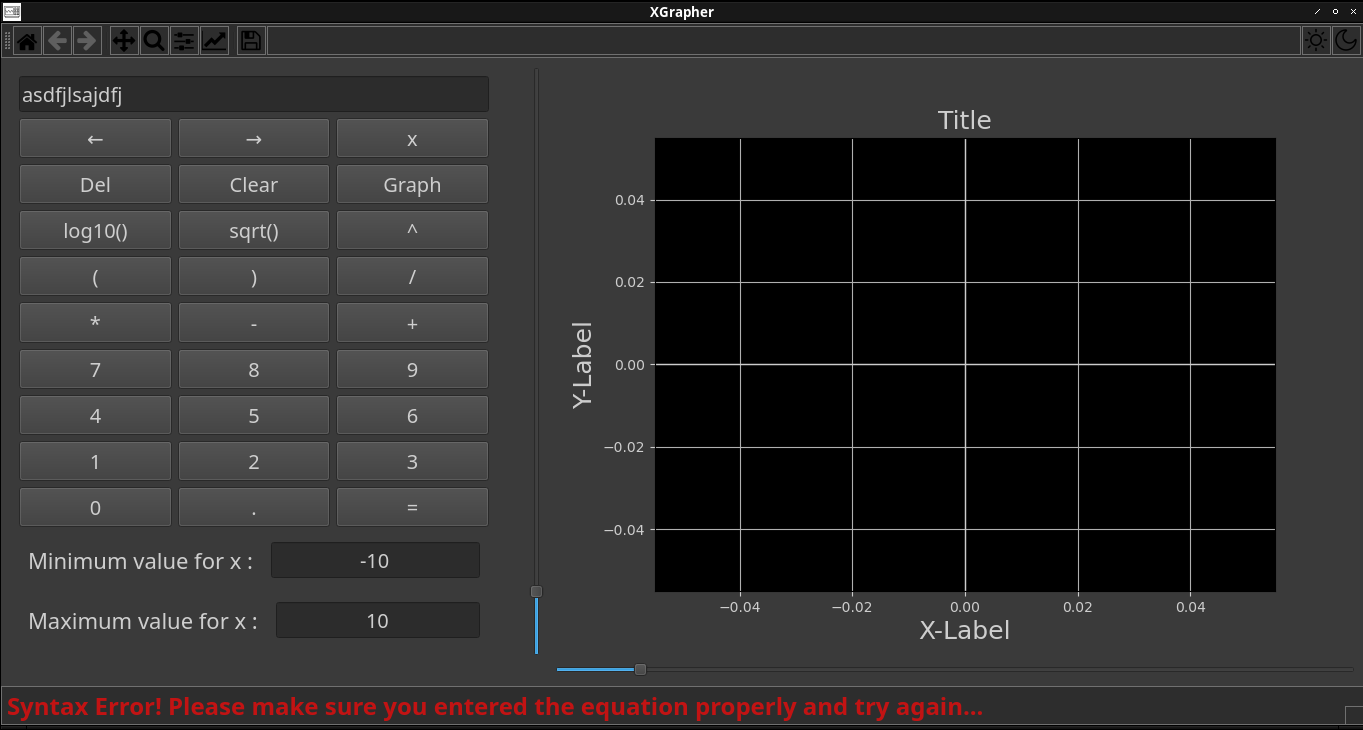 XGrapher
asdfjlsajdfj
← → x
Del Clear Graph
log10() sqrt() ^
( ) /
* - +
7 8 9
4 5 6
1 2 3
0 . =
Minimum value for x : -10
Maximum value for x : 10
Title
Y-Label
0.04
0.02
0.00
−0.02
−0.04
−0.04 −0.02 0.00 0.02 0.04
X-Label
Syntax Error! Please make sure you entered the equation properly and try again...